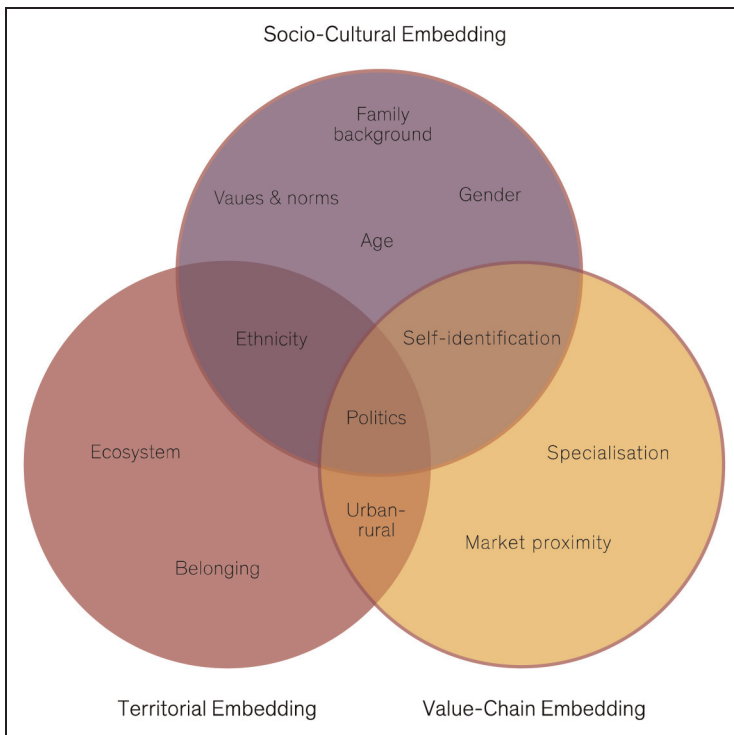 Socio-Cultural Embedding
Family
background
Vaues & norms
Gender
Age
Ethnicity
Self-identification
Politics
Ecosystem
Specialisation
Urban-
rural
Market proximity
Belonging
Territorial Embedding
Value-Chain Embedding